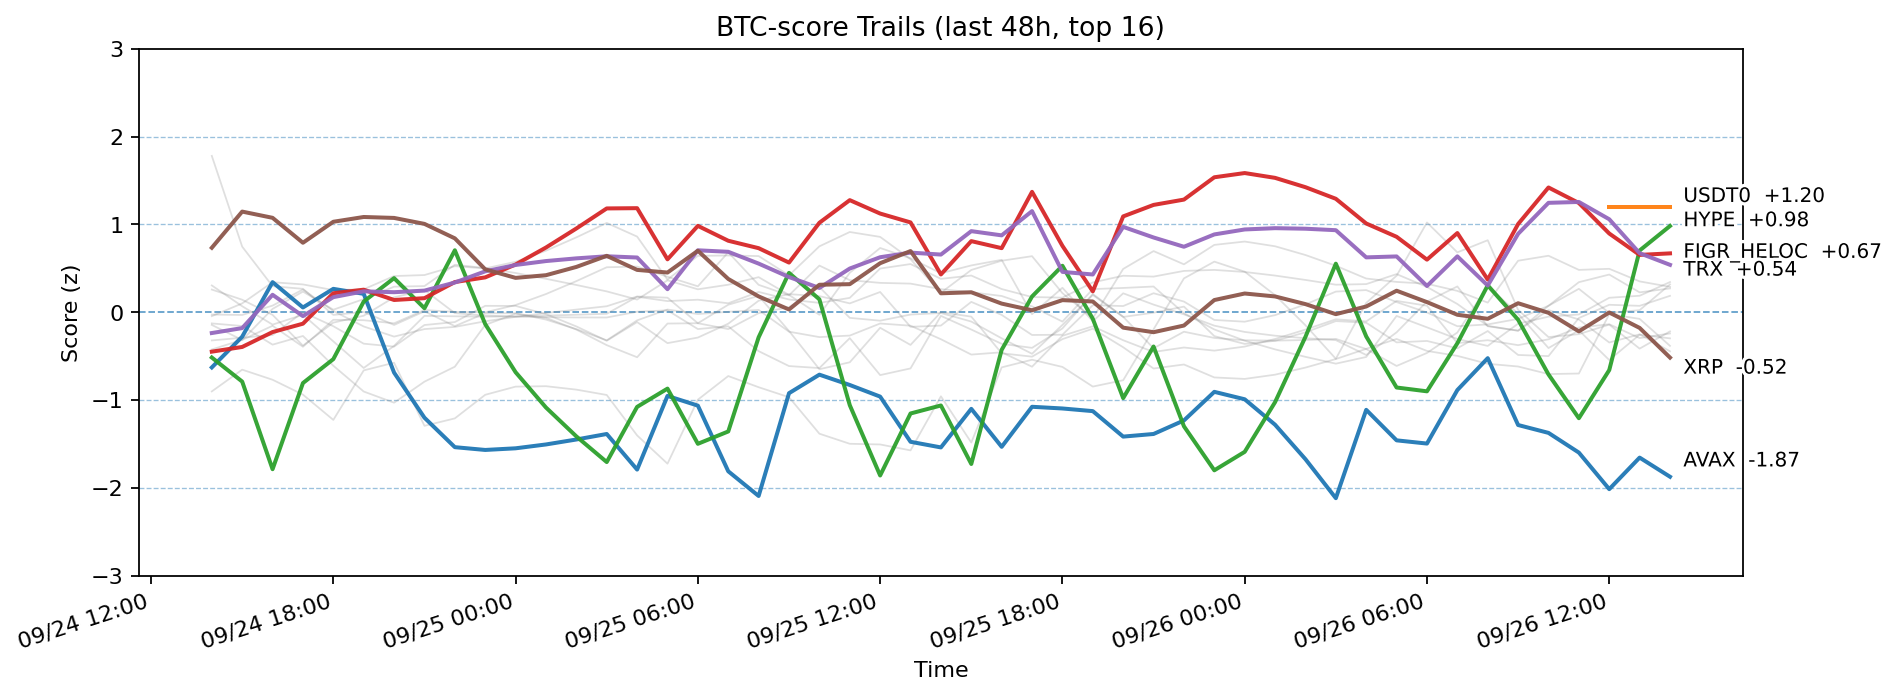 BTC-score Trails (last 48h, top 16)
Score (z)
3
2
1
0
−1
−2
−3
USDT0 +1.20
HYPE +0.98
FIGR_HELOC +0.67
TRX +0.54
XRP -0.52
AVAX -1.87
09/24 12:00
09/24 18:00
09/25 00:00
09/25 06:00
09/25 12:00
09/25 18:00
09/26 00:00
09/26 06:00
09/26 12:00
Time